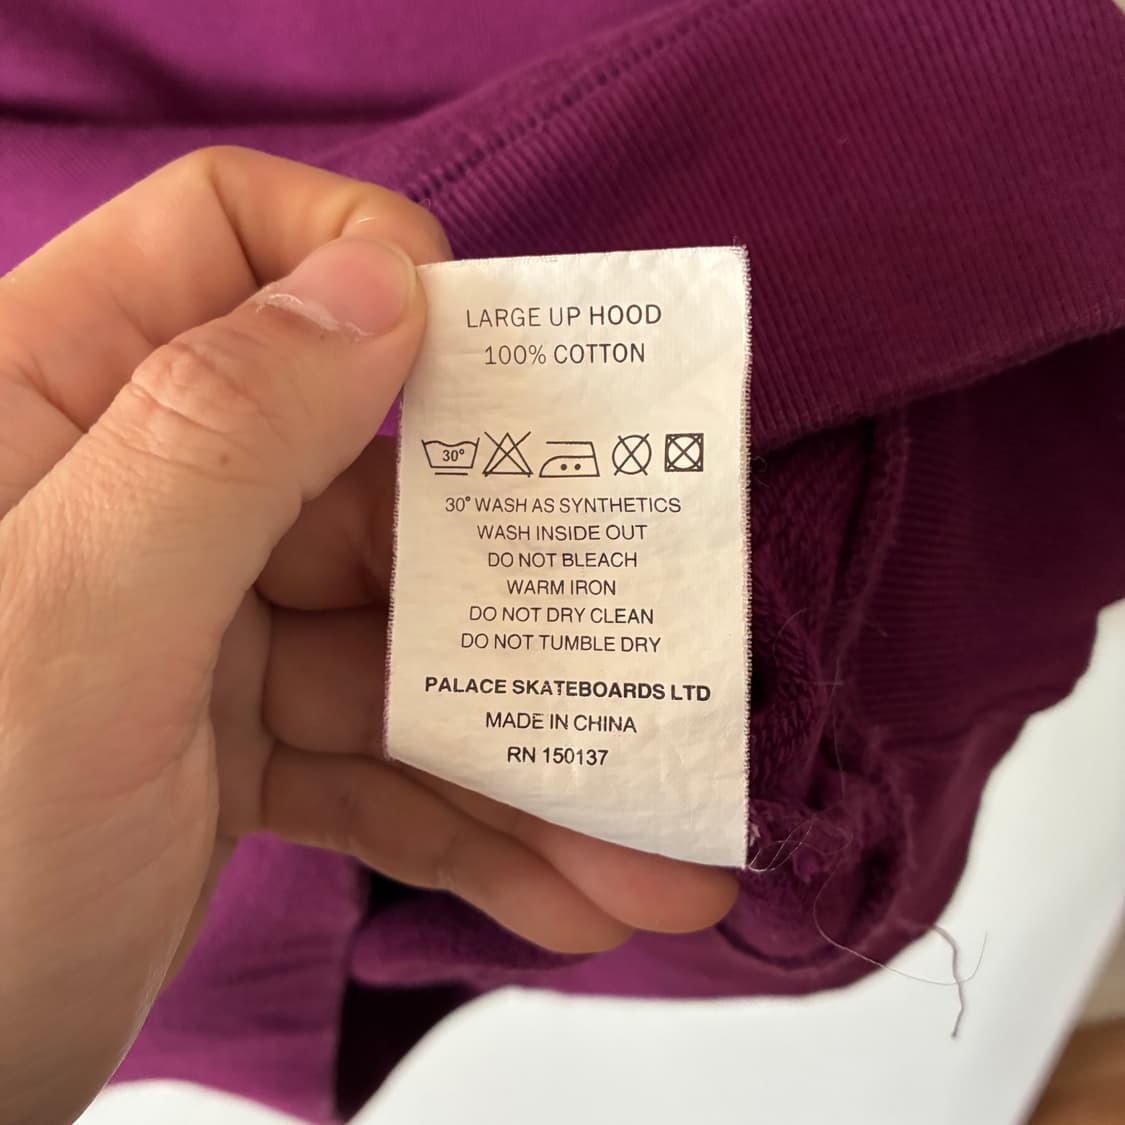 LARGE UP HOOD
100% COTTON
30°
30° WASH AS SYNTHETICS
WASH INSIDE OUT
DO NOT BLEACH
WARM IRON
DO NOT DRY CLEAN
DO NOT TUMBLE DRY
PALACE SKATEBOARDS LTD
MADE IN CHINA
RN 150137